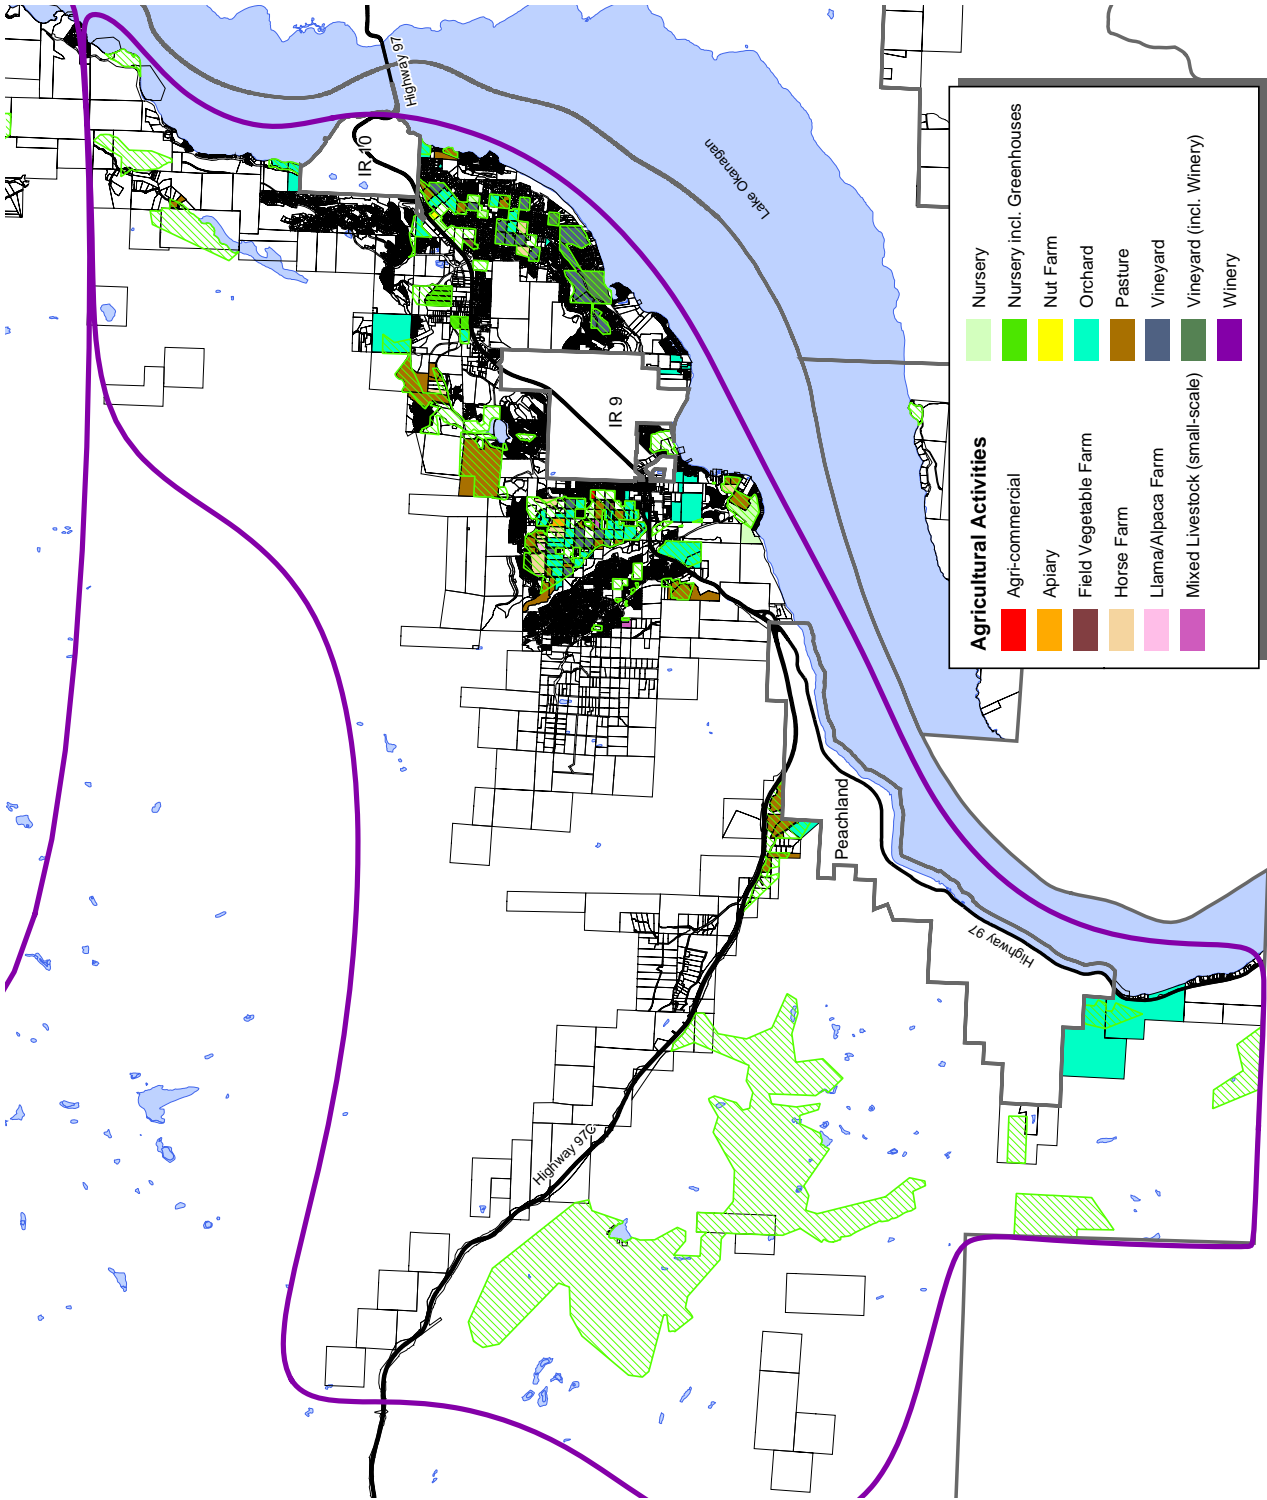 Highway 97
IR 10
Lake Okanagan
IR 9
Peachland
Highway 97
Highway 97C
Agricultural Activities
Agri-commercial
Apiary
Field Vegetable Farm
Horse Farm
Llama/Alpaca Farm
Mixed Livestock (small-scale)
Nursery
Nursery incl. Greenhouses
Nut Farm
Orchard
Pasture
Vineyard
Vineyard (incl. Winery)
Winery